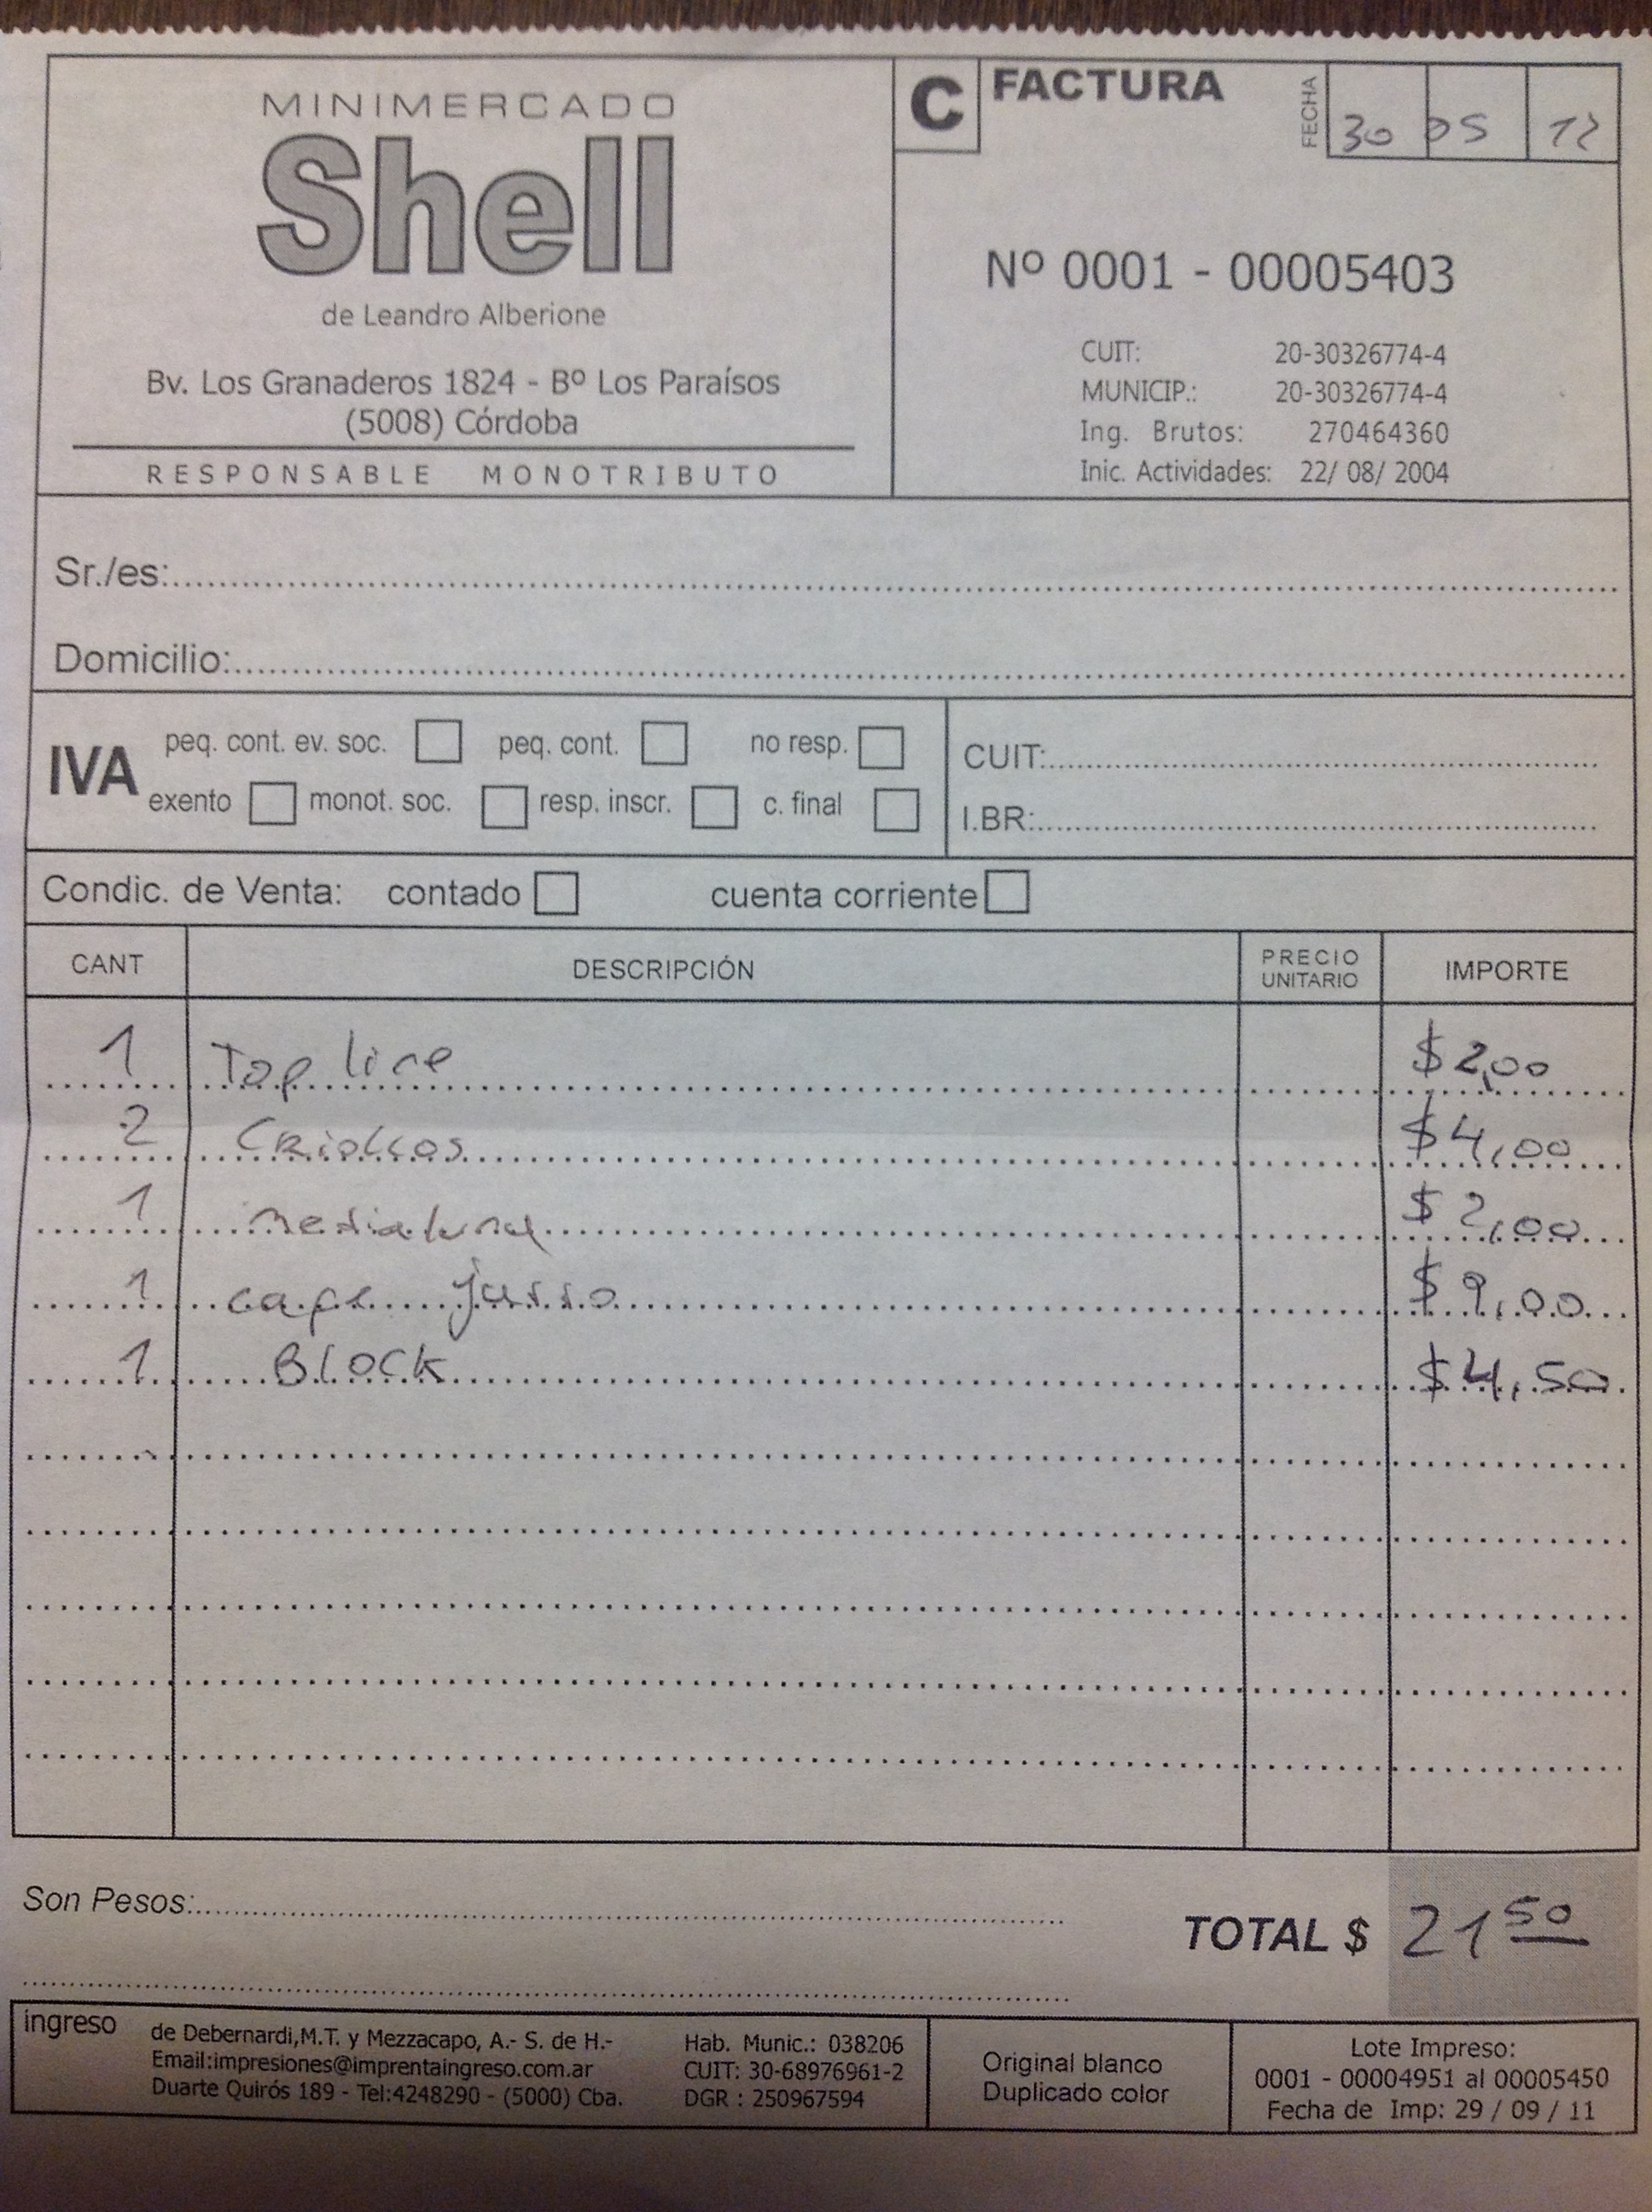 MINIMERCADO
Shell
de Leandro Alberione
Bv. Los Granaderos 1824 - Bº Los Paraísos
(5008) Córdoba
RESPONSABLE MONOTRIBUTO
C FACTURA
FECHA 30 05 12
Nº 0001 - 00005403
CUIT: 20-30326774-4
MUNICIP.: 20-30326774-4
Ing. Brutos: 270464360
Inic. Actividades: 22/ 08/ 2004
Sr./es:
Domicilio:
IVA
peq. cont. ev. soc. peq. cont. no resp.
exento monot. soc. resp. inscr. c. final
CUIT:
I.BR:
Condic. de Venta: contado cuenta corriente
CANT DESCRIPCIÓN PRECIO UNITARIO IMPORTE
1 Top line $2,00
2 CRiollos $4,00
1 medialuna $2,00
1 $9,00
1 BlOCK $4,50
Son Pesos:
TOTAL $ 21 50
ingreso
de Debernardi,M.T. y Mezzacapo, A.- S. de H.-
Email:impresiones@imprentaingreso.com.ar
Duarte Quirós 189 - Tel:4248290 - (5000) Cba.
Hab. Munic.: 038206
CUIT: 30-68976961-2
DGR : 250967594
Original blanco
Duplicado color
Lote Impreso:
0001 - 00004951 al 00005450
Fecha de Imp: 29 / 09 / 11